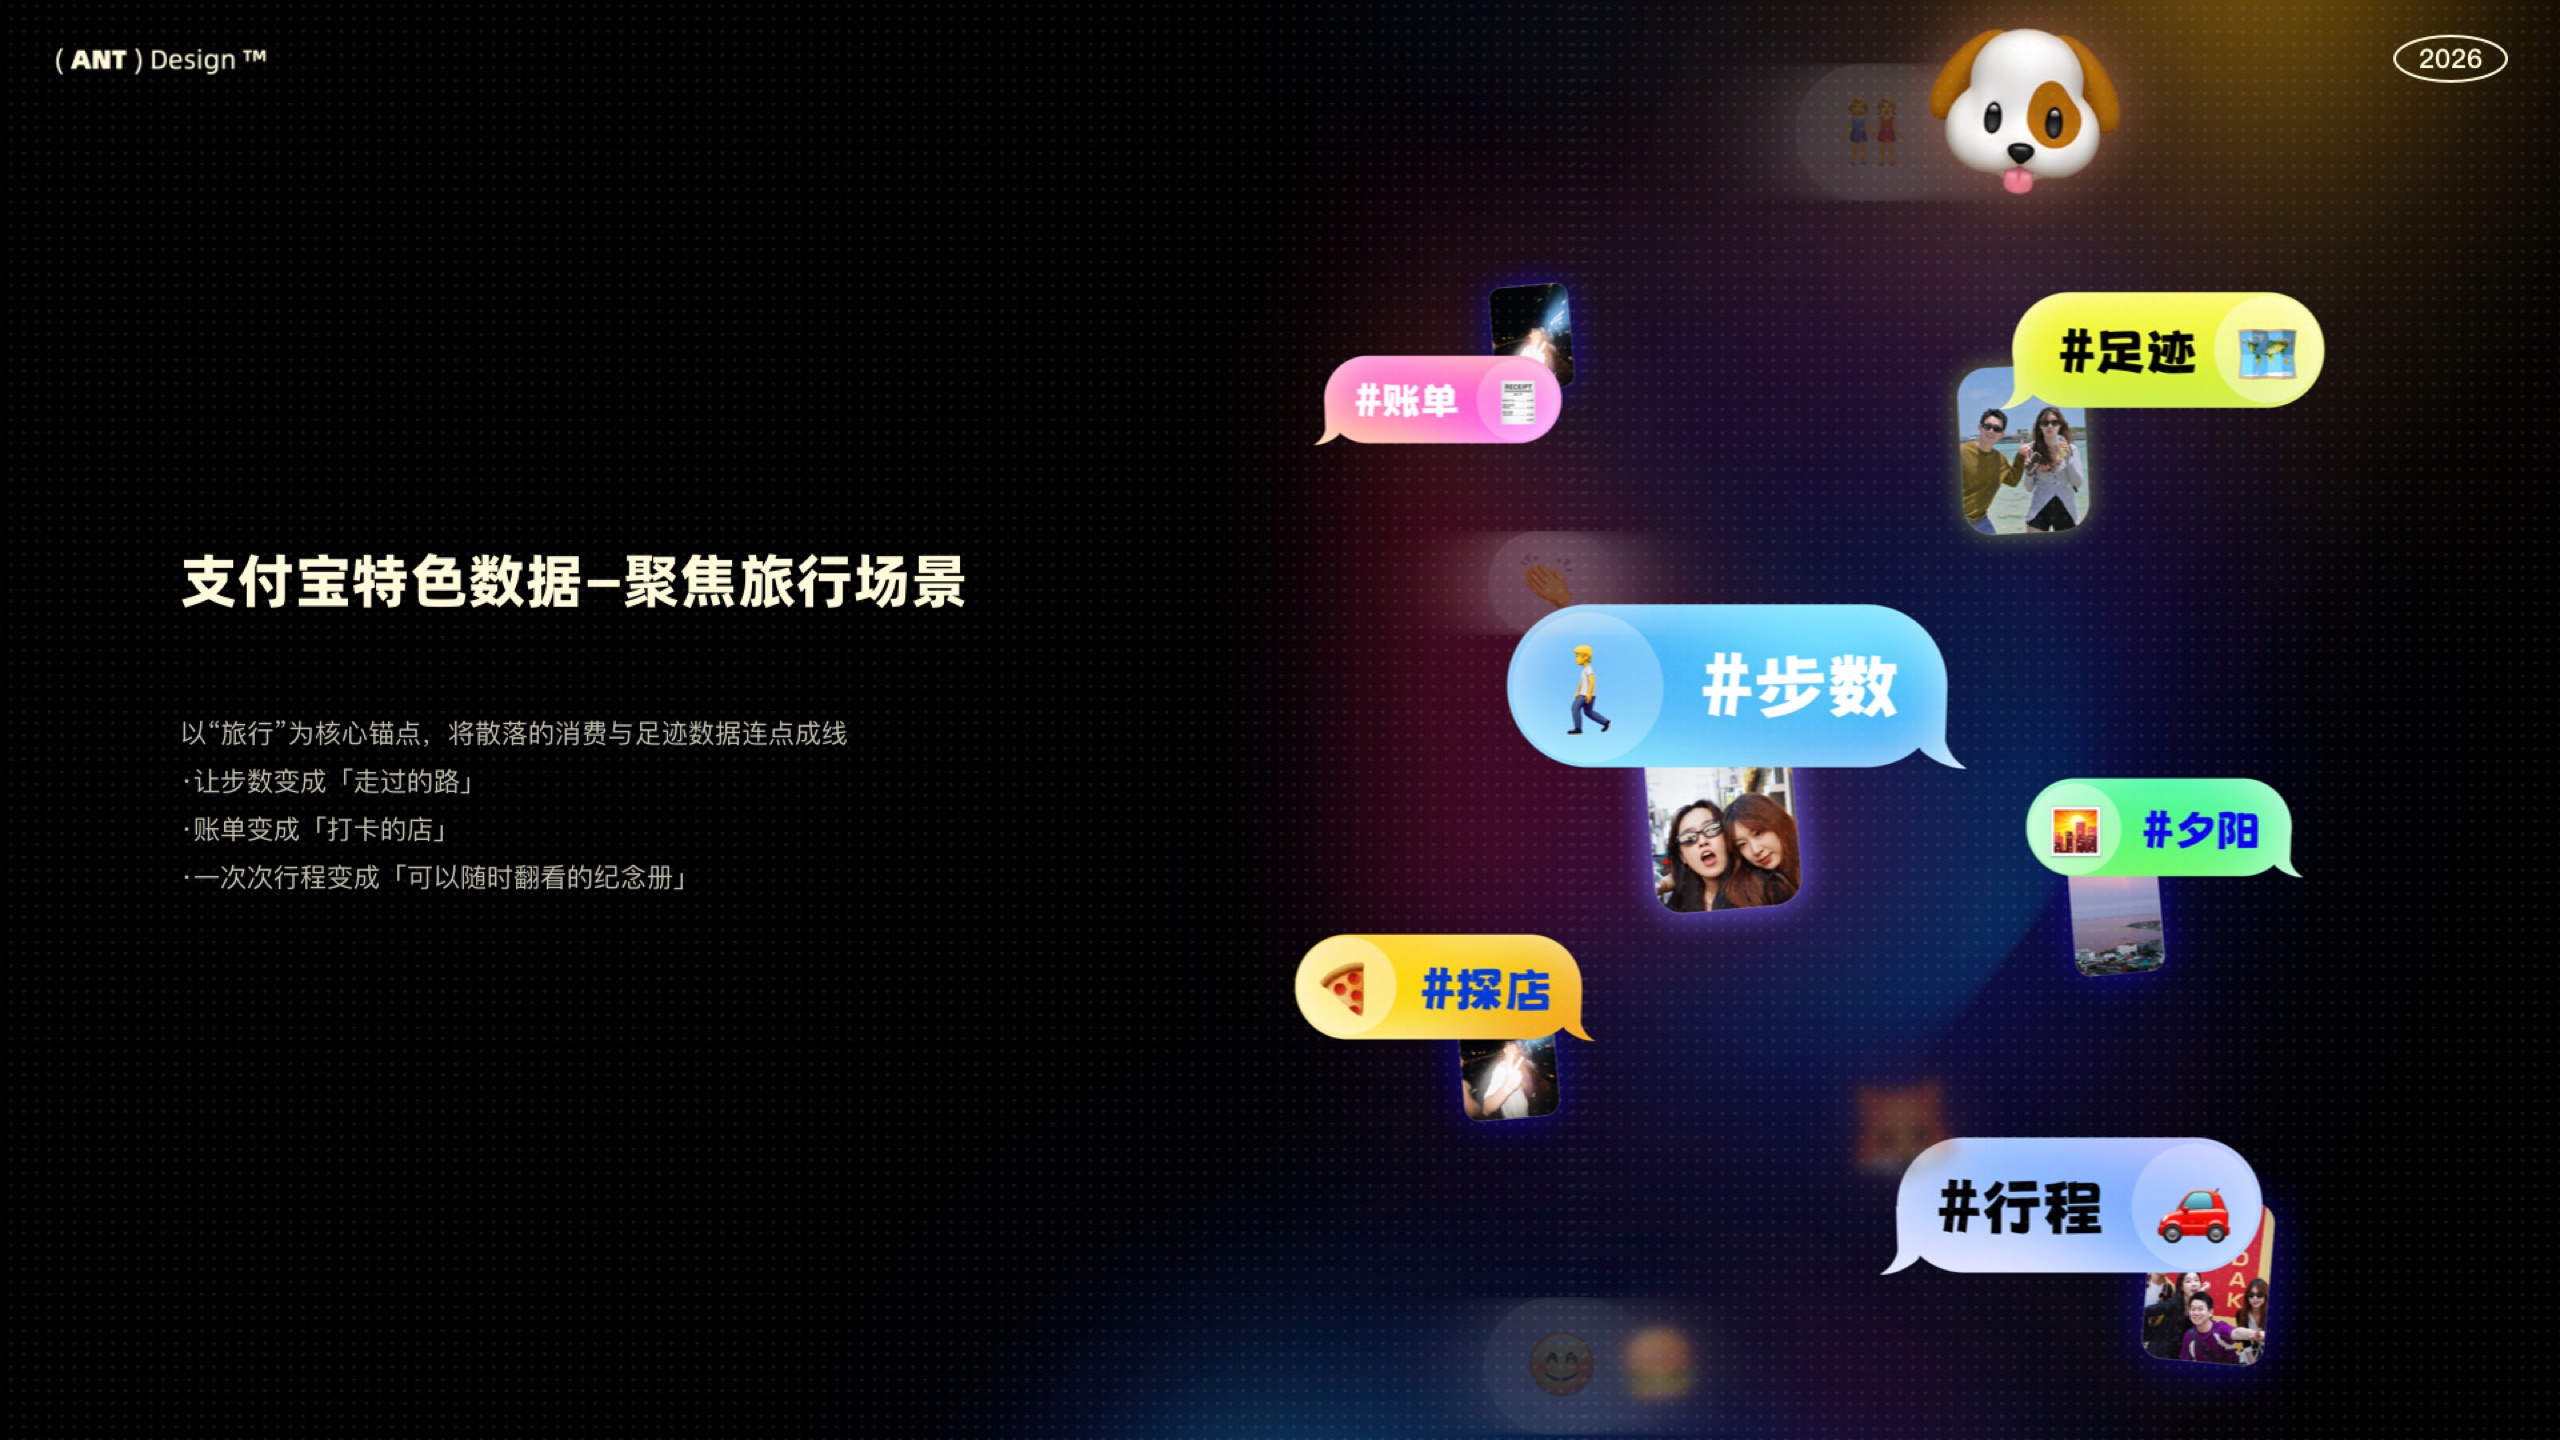 ( ANT ) Design ™
2026
#足迹
#账单
RECEIPT
支付宝特色数据–聚焦旅行场景
#步数
以“旅行”为核心锚点，将散落的消费与足迹数据连点成线
·让步数变成「走过的路」
·账单变成「打卡的店」
·一次次行程变成「可以随时翻看的纪念册」
#夕阳
#探店
#行程
D
A
K